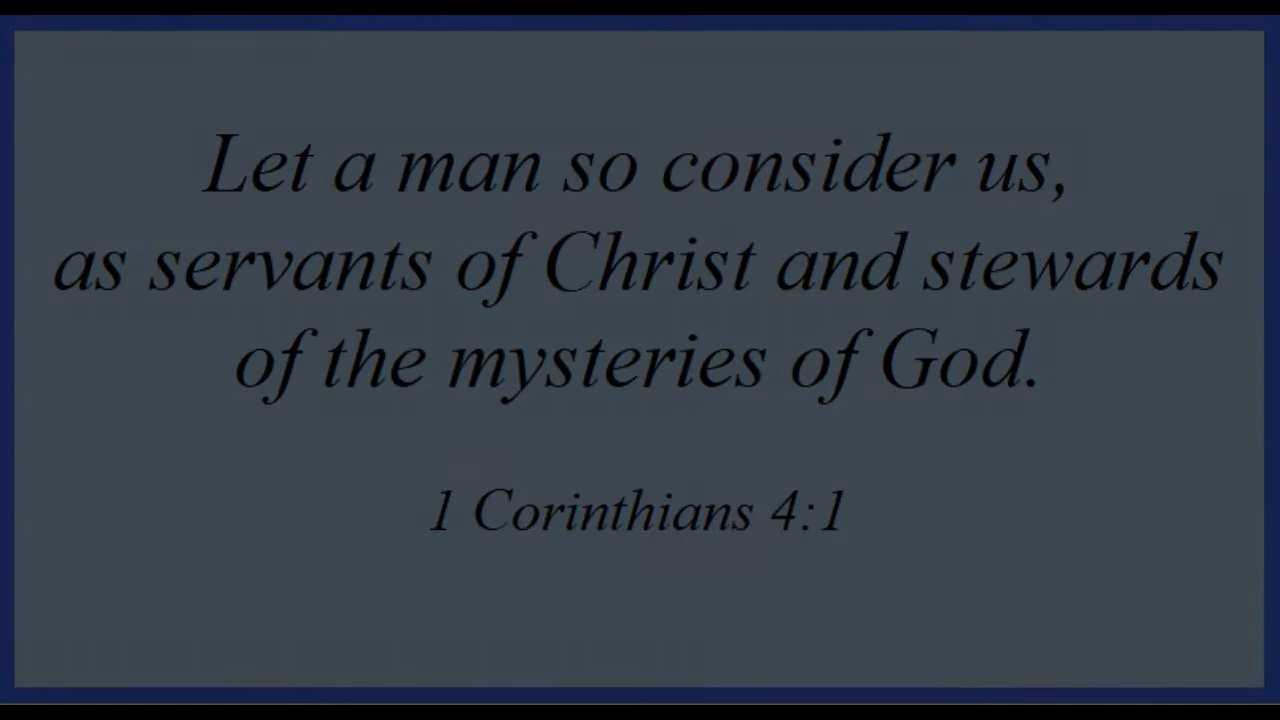 Let a man so consider us,
as servants of Christ and stewards
of the mysteries of God.
1 Corinthians 4:1